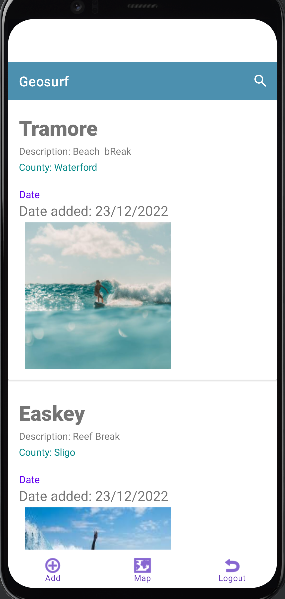 Geosurf
Tramore
Description: Beach bReak
County: Waterford
Date
Date added: 23/12/2022
Easkey
Description: Reef Break
County: Sligo
Date
Date added: 23/12/2022
Add
Map
Logout